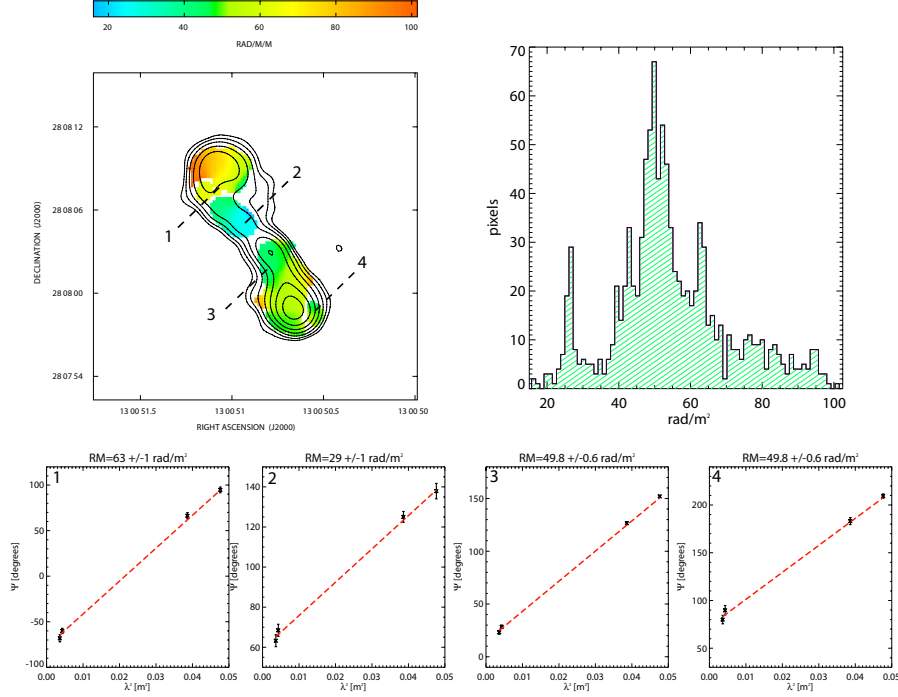 20 40 60 80 100
RAD/M/M
DECLINATION (J2000)
28 08 12
28 08 06
28 08 00
28 07 54
1
2
3
4
13 00 51.5 13 00 51 13 00 50.5 13 00 50
RIGHT ASCENSION (J2000)
pixels
70
60
50
40
30
20
10
0
20 40 60 80 100
rad/m²
RM=63 +/-1 rad/m²
1
Ψ [degrees]
100
50
0
-50
-100
0.00 0.01 0.02 0.03 0.04 0.05
λ² [m²]
RM=29 +/-1 rad/m²
2
Ψ [degrees]
140
120
100
80
60
0.00 0.01 0.02 0.03 0.04 0.05
λ² [m²]
RM=49.8 +/-0.6 rad/m²
3
Ψ [degrees]
150
100
50
0
0.00 0.01 0.02 0.03 0.04 0.05
λ² [m²]
RM=49.8 +/-0.6 rad/m²
4
Ψ [degrees]
200
150
100
50
0.00 0.01 0.02 0.03 0.04 0.05
λ² [m²]